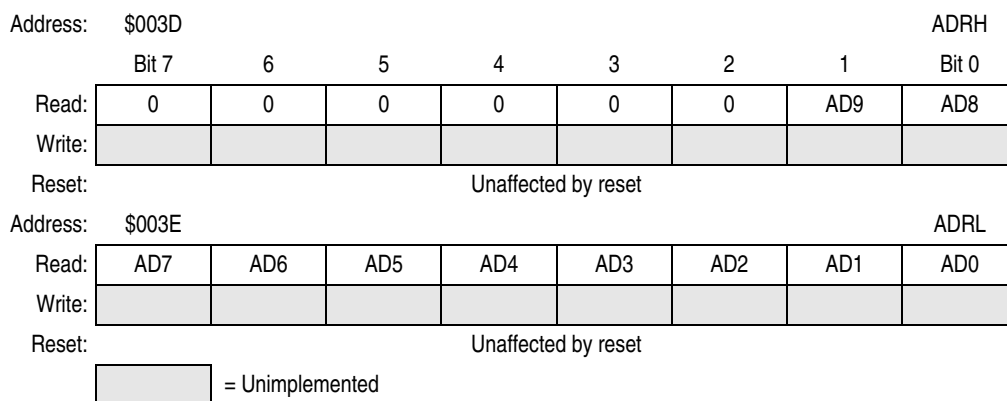 Address: $003D ADRH
Bit 7 6 5 4 3 2 1 Bit 0
Read: 0 0 0 0 0 0 AD9 AD8
Write:
Reset: Unaffected by reset
Address: $003E ADRL
Read: AD7 AD6 AD5 AD4 AD3 AD2 AD1 AD0
Write:
Reset: Unaffected by reset
= Unimplemented